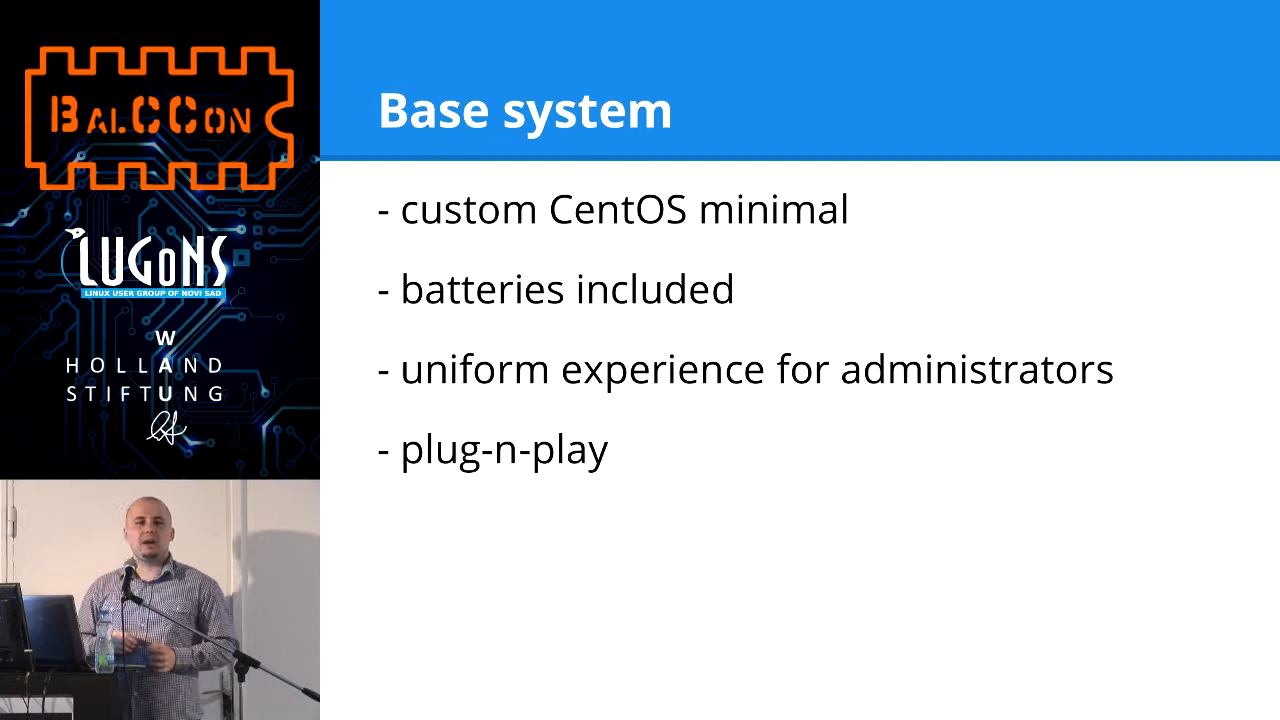 BALCCON
LUGoNS
LINUX USER GROUP OF NOVI SAD
W
HOLLAND
STIFTUNG
Base system
- custom CentOS minimal
- batteries included
- uniform experience for administrators
- plug-n-play